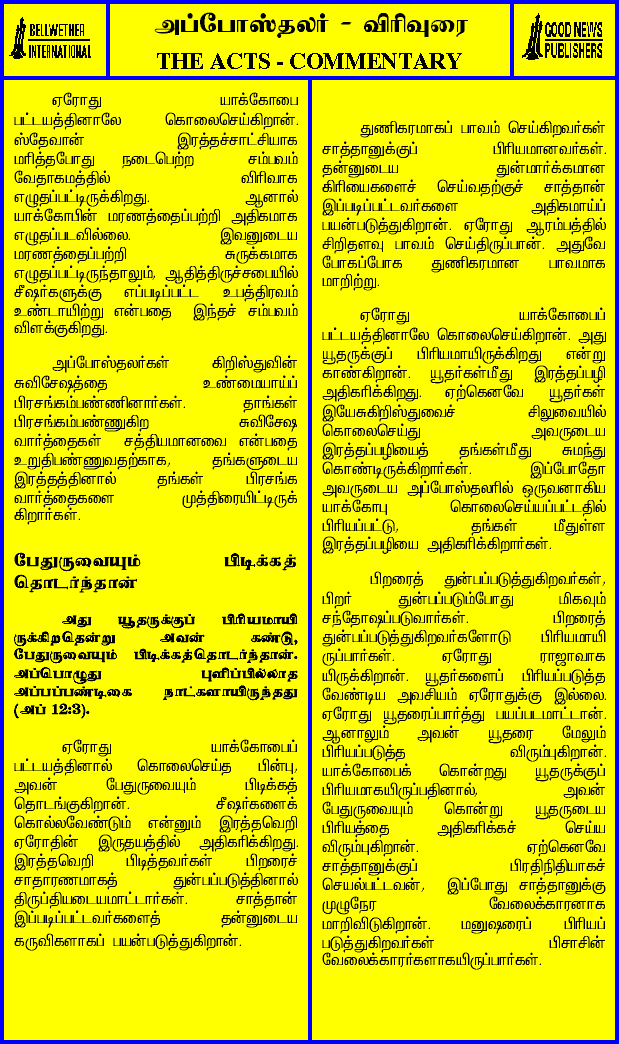 BELLWETHER
INTERNATIONAL
அப்போஸ்தலர் - விரிவுரை
THE ACTS - COMMENTARY
GOOD NEWS
PUBLISHERS
ஏரோது யாக்கோபை
பட்டயத்தினாலே கொலைசெய்கிறான்.
ஸ்தேவான் இரத்தச்சாட்சியாக
மரித்தபோது நடைபெற்ற சம்பவம்
வேதாகமத்தில் விரிவாக
எழுதப்பட்டிருக்கிறது. ஆனால்
யாக்கோபின் மரணத்தைப்பற்றி அதிகமாக
எழுதப்படவில்லை. இவனுடைய
மரணத்தைப்பற்றி சுருக்கமாக
எழுதப்பட்டிருந்தாலும், ஆதித்திருச்சபையில்
சீஷர்களுக்கு எப்படிப்பட்ட உபத்திரவம்
உண்டாயிற்று என்பதை இந்தச் சம்பவம்
விளக்குகிறது.
அப்போஸ்தலர்கள் கிறிஸ்துவின்
சுவிசேஷத்தை உண்மையாய்ப்
பிரசங்கம்பண்ணினார்கள். தாங்கள்
பிரசங்கம்பண்ணுகிற சுவிசேஷ
வார்த்தைகள் சத்தியமானவை என்பதை
உறுதிபண்ணுவதற்காக, தங்களுடைய
இரத்தத்தினால் தங்கள் பிரசங்க
வார்த்தைகளை முத்திரையிட்டிருக்
கிறார்கள்.
பேதுருவையும் பிடிக்கத்
தொடர்ந்தான்
அது யூதருக்குப் பிரியமாயி
ருக்கிறதென்று அவன் கண்டு,
பேதுருவையும் பிடிக்கத்தொடர்ந்தான்.
அப்பொழுது புளிப்பில்லாத
அப்பப்பண்டிகை நாட்களாயிருந்தது
(அப் 12:3).
ஏரோது யாக்கோபைப்
பட்டயத்தினால் கொலைசெய்த பின்பு,
அவன் பேதுருவையும் பிடிக்கத்
தொடங்குகிறான். சீஷர்களைக்
கொல்லவேண்டும் என்னும் இரத்தவெறி
ஏரோதின் இருதயத்தில் அதிகரிக்கிறது.
இரத்தவெறி பிடித்தவர்கள் பிறரைச்
சாதாரணமாகத் துன்பப்படுத்தினால்
திருப்தியடையமாட்டார்கள். சாத்தான்
இப்படிப்பட்டவர்களைத் தன்னுடைய
கருவிகளாகப் பயன்படுத்துகிறான்.
துணிகரமாகப் பாவம் செய்கிறவர்கள்
சாத்தானுக்குப் பிரியமானவர்கள்.
தன்னுடைய துன்மார்க்கமான
கிரியைகளைச் செய்வதற்குச் சாத்தான்
இப்படிப்பட்டவர்களை அதிகமாய்ப்
பயன்படுத்துகிறான். ஏரோது ஆரம்பத்தில்
சிறிதளவு பாவம் செய்திருப்பான். அதுவே
போகப்போக துணிகரமான பாவமாக
மாறிற்று.
ஏரோது யாக்கோபைப்
பட்டயத்தினாலே கொலைசெய்கிறான். அது
யூதருக்குப் பிரியமாயிருக்கிறது என்று
காண்கிறான். யூதர்கள்மீது இரத்தப்பழி
அதிகரிக்கிறது. ஏற்கெனவே யூதர்கள்
இயேசுகிறிஸ்துவைச் சிலுவையில்
கொலைசெய்து அவருடைய
இரத்தப்பழியைத் தங்கள்மீது சுமந்து
கொண்டிருக்கிறார்கள். இப்போதோ
அவருடைய அப்போஸ்தலரில் ஒருவனாகிய
யாக்கோபு கொலைசெய்யப்பட்டதில்
பிரியப்பட்டு, தங்கள் மீதுள்ள
இரத்தப்பழியை அதிகரிக்கிறார்கள்.
பிறரைத் துன்பப்படுத்துகிறவர்கள்,
பிறர் துன்பப்படும்போது மிகவும்
சந்தோஷப்படுவார்கள். பிறரைத்
துன்பப்படுத்துகிறவர்களோடு பிரியமாயி
ருப்பார்கள். ஏரோது ராஜாவாக
யிருக்கிறான். யூதர்களைப் பிரியப்படுத்த
வேண்டிய அவசியம் ஏரோதுக்கு இல்லை.
ஏரோது யூதரைப்பார்த்து பயப்படமாட்டான்.
ஆனாலும் அவன் யூதரை மேலும்
பிரியப்படுத்த விரும்புகிறான்.
யாக்கோபைக் கொன்றது யூதருக்குப்
பிரியமாகயிருப்பதினால், அவன்
பேதுருவையும் கொன்று யூதருடைய
பிரியத்தை அதிகரிக்கச் செய்ய
விரும்புகிறான். ஏற்கெனவே
சாத்தானுக்குப் பிரதிநிதியாகச்
செயல்பட்டவன், இப்போது சாத்தானுக்கு
முழுநேர வேலைக்காரனாக
மாறிவிடுகிறான். மனுஷரைப் பிரியப்
படுத்துகிறவர்கள் பிசாசின்
வேலைக்காரர்களாகயிருப்பார்கள்.